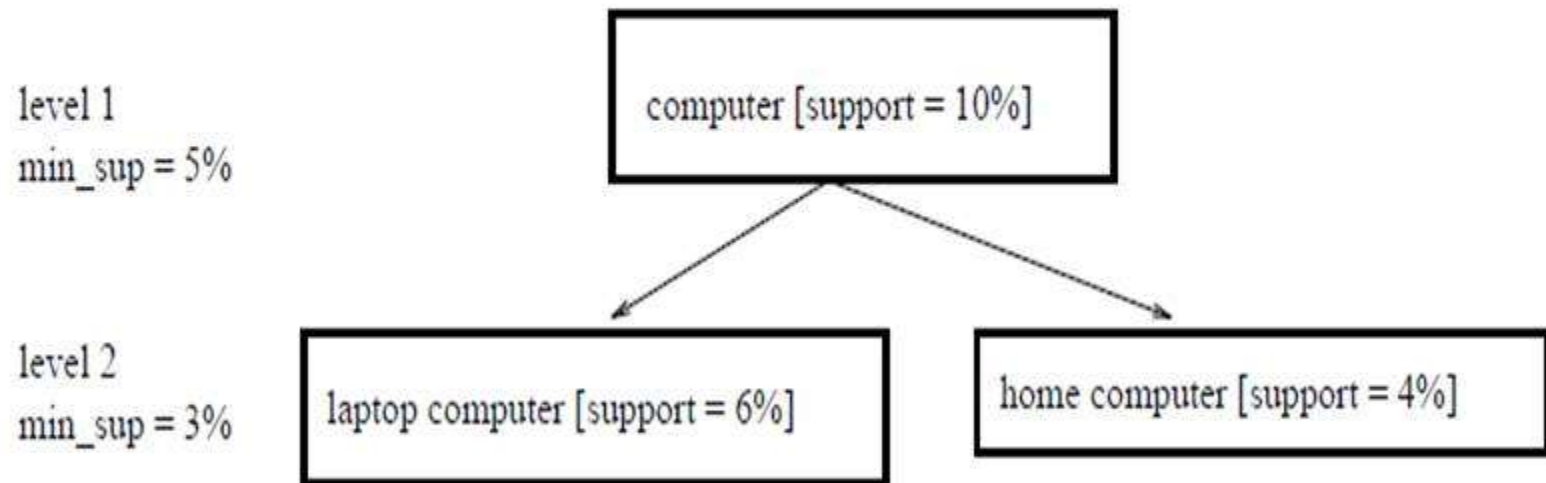 computer [support = 10%]
level 1
min_sup = 5%
level 2
min_sup = 3%
laptop computer [support = 6%]
home computer [support = 4%]